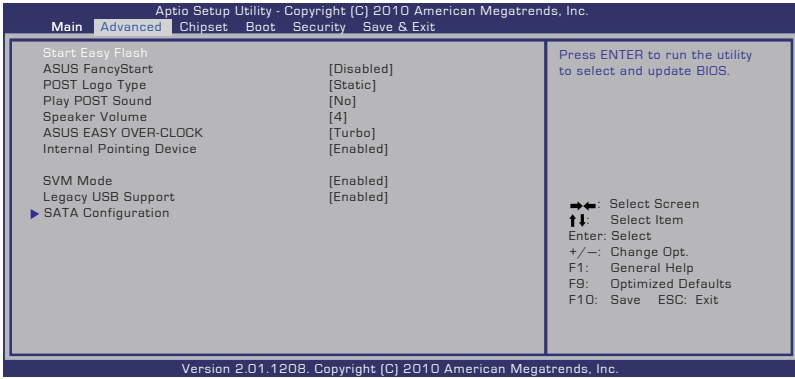 Aptio Setup Utility - Copyright (C) 2010 American Megatrends, Inc.
Main Advanced Chipset Boot Security Save & Exit
Start Easy Flash
ASUS FancyStart [Disabled]
POST Logo Type [Static]
Play POST Sound [No]
Speaker Volume [4]
ASUS EASY OVER-CLOCK [Turbo]
Internal Pointing Device [Enabled]
SVM Mode [Enabled]
Legacy USB Support [Enabled]
SATA Configuration
Press ENTER to run the utility
to select and update BIOS.
→←: Select Screen
↑↓: Select Item
Enter: Select
+/—: Change Opt.
F1: General Help
F9: Optimized Defaults
F10: Save ESC: Exit
Version 2.01.1208. Copyright (C) 2010 American Megatrends, Inc.